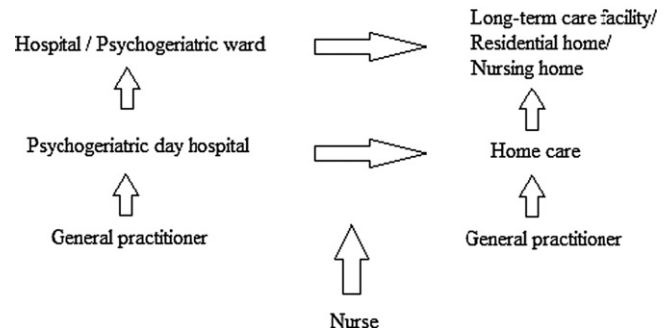 Hospital / Psychogeriatric ward
Long-term care facility/
Residential home/
Nursing home
Psychogeriatric day hospital
Home care
General practitioner
General practitioner
Nurse